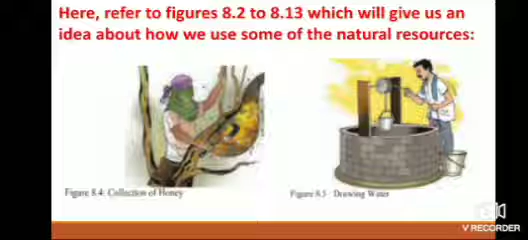 Here, refer to figures 8.2 to 8.13 which will give us an
idea about how we use some of the natural resources:
Figure 8.4: Collection of Honey
Figure 8.5 Drawing Water
V RECORDER